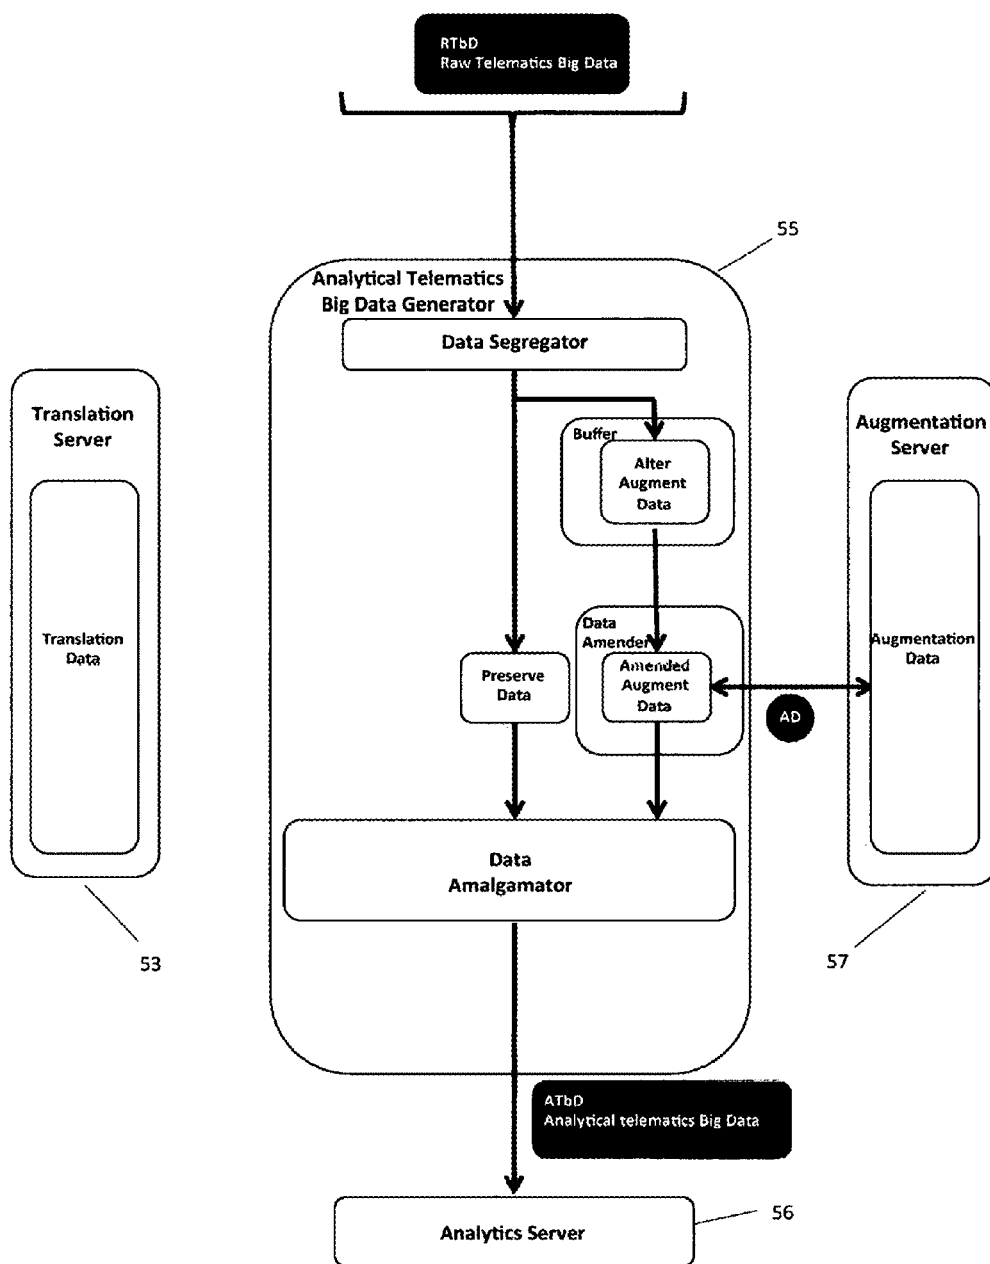 RTbD
Raw Telematics Big Data
55
Analytical Telematics
Big Data Generator
Data Segregator
Translation
Server
Augmentation
Server
Buffer
Alter
Augment
Data
Translation
Data
Data
Amender
Augmentation
Data
Preserve
Data
Amended
Augment
Data
AD
Data
Amalgamator
53
57
ATbD
Analytical telematics Big Data
Analytics Server
56